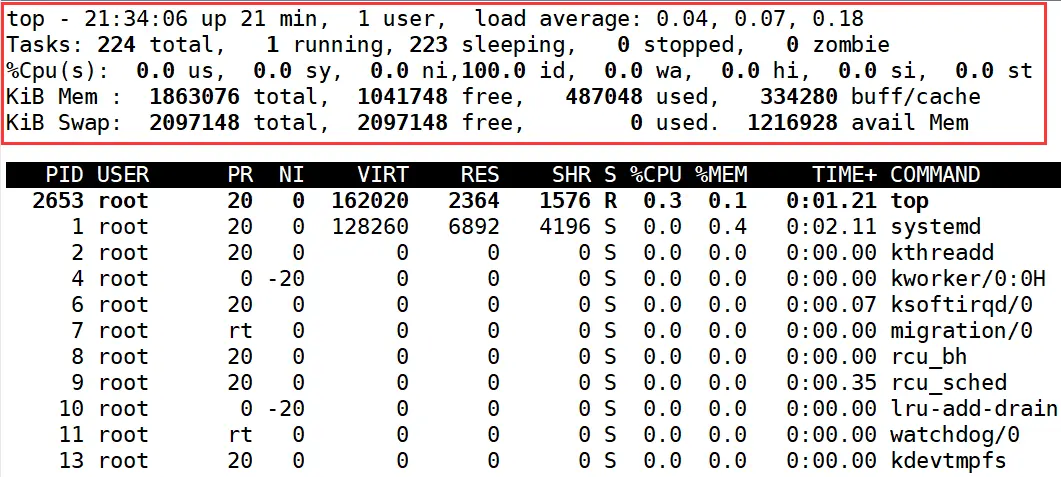 top - 21:34:06 up 21 min,  1 user,  load average: 0.04, 0.07, 0.18
Tasks: 224 total,   1 running, 223 sleeping,   0 stopped,   0 zombie
%Cpu(s):  0.0 us,  0.0 sy,  0.0 ni,100.0 id,  0.0 wa,  0.0 hi,  0.0 si,  0.0 st
KiB Mem :  1863076 total,  1041748 free,   487048 used,   334280 buff/cache
KiB Swap:  2097148 total,  2097148 free,        0 used.  1216928 avail Mem
   PID USER      PR  NI    VIRT    RES    SHR S %CPU %MEM     TIME+ COMMAND
  2653 root      20   0  162020   2364   1576 R  0.3  0.1   0:01.21 top
     1 root      20   0  128260   6892   4196 S  0.0  0.4   0:02.11 systemd
     2 root      20   0       0      0      0 S  0.0  0.0   0:00.00 kthreadd
     4 root       0 -20       0      0      0 S  0.0  0.0   0:00.00 kworker/0:0H
     6 root      20   0       0      0      0 S  0.0  0.0   0:00.07 ksoftirqd/0
     7 root      rt   0       0      0      0 S  0.0  0.0   0:00.00 migration/0
     8 root      20   0       0      0      0 S  0.0  0.0   0:00.00 rcu_bh
     9 root      20   0       0      0      0 S  0.0  0.0   0:00.35 rcu_sched
    10 root       0 -20       0      0      0 S  0.0  0.0   0:00.00 lru-add-drain
    11 root      rt   0       0      0      0 S  0.0  0.0   0:00.00 watchdog/0
    13 root      20   0       0      0      0 S  0.0  0.0   0:00.00 kdevtmpfs